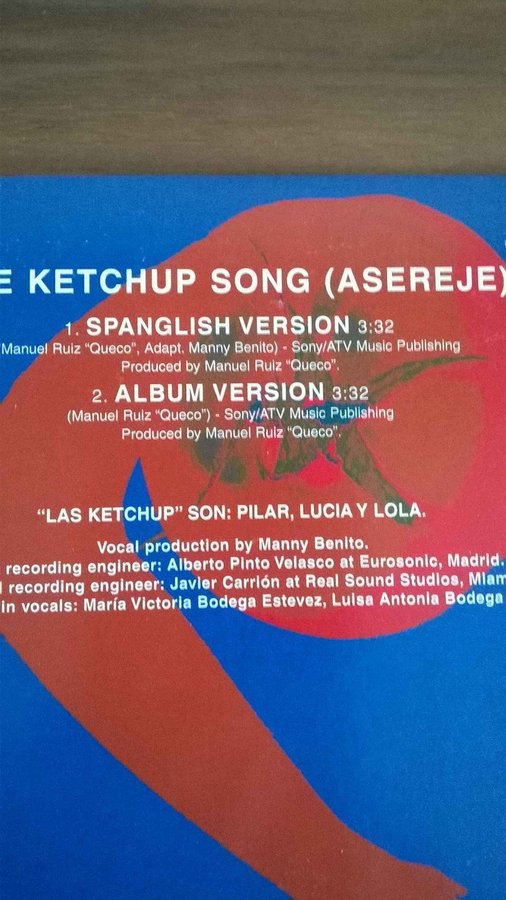 E KETCHUP SONG (ASEREJE)
1. SPANGLISH VERSION 3:32
Manuel Ruiz “Queco”, Adapt. Manny Benito) - Sony/ATV Music Publishing
Produced by Manuel Ruiz “Queco”.
2. ALBUM VERSION 3:32
(Manuel Ruiz “Queco”) - Sony/ATV Music Publishing
Produced by Manuel Ruiz “Queco”.
“LAS KETCHUP” SON: PILAR, LUCIA Y LOLA.
Vocal production by Manny Benito.
recording engineer: Alberto Pinto Velasco at Eurosonic, Madrid.
recording engineer: Javier Carrión at Real Sound Studios, Miam
in vocals: María Victoria Bodega Estevez, Luisa Antonia Bodega